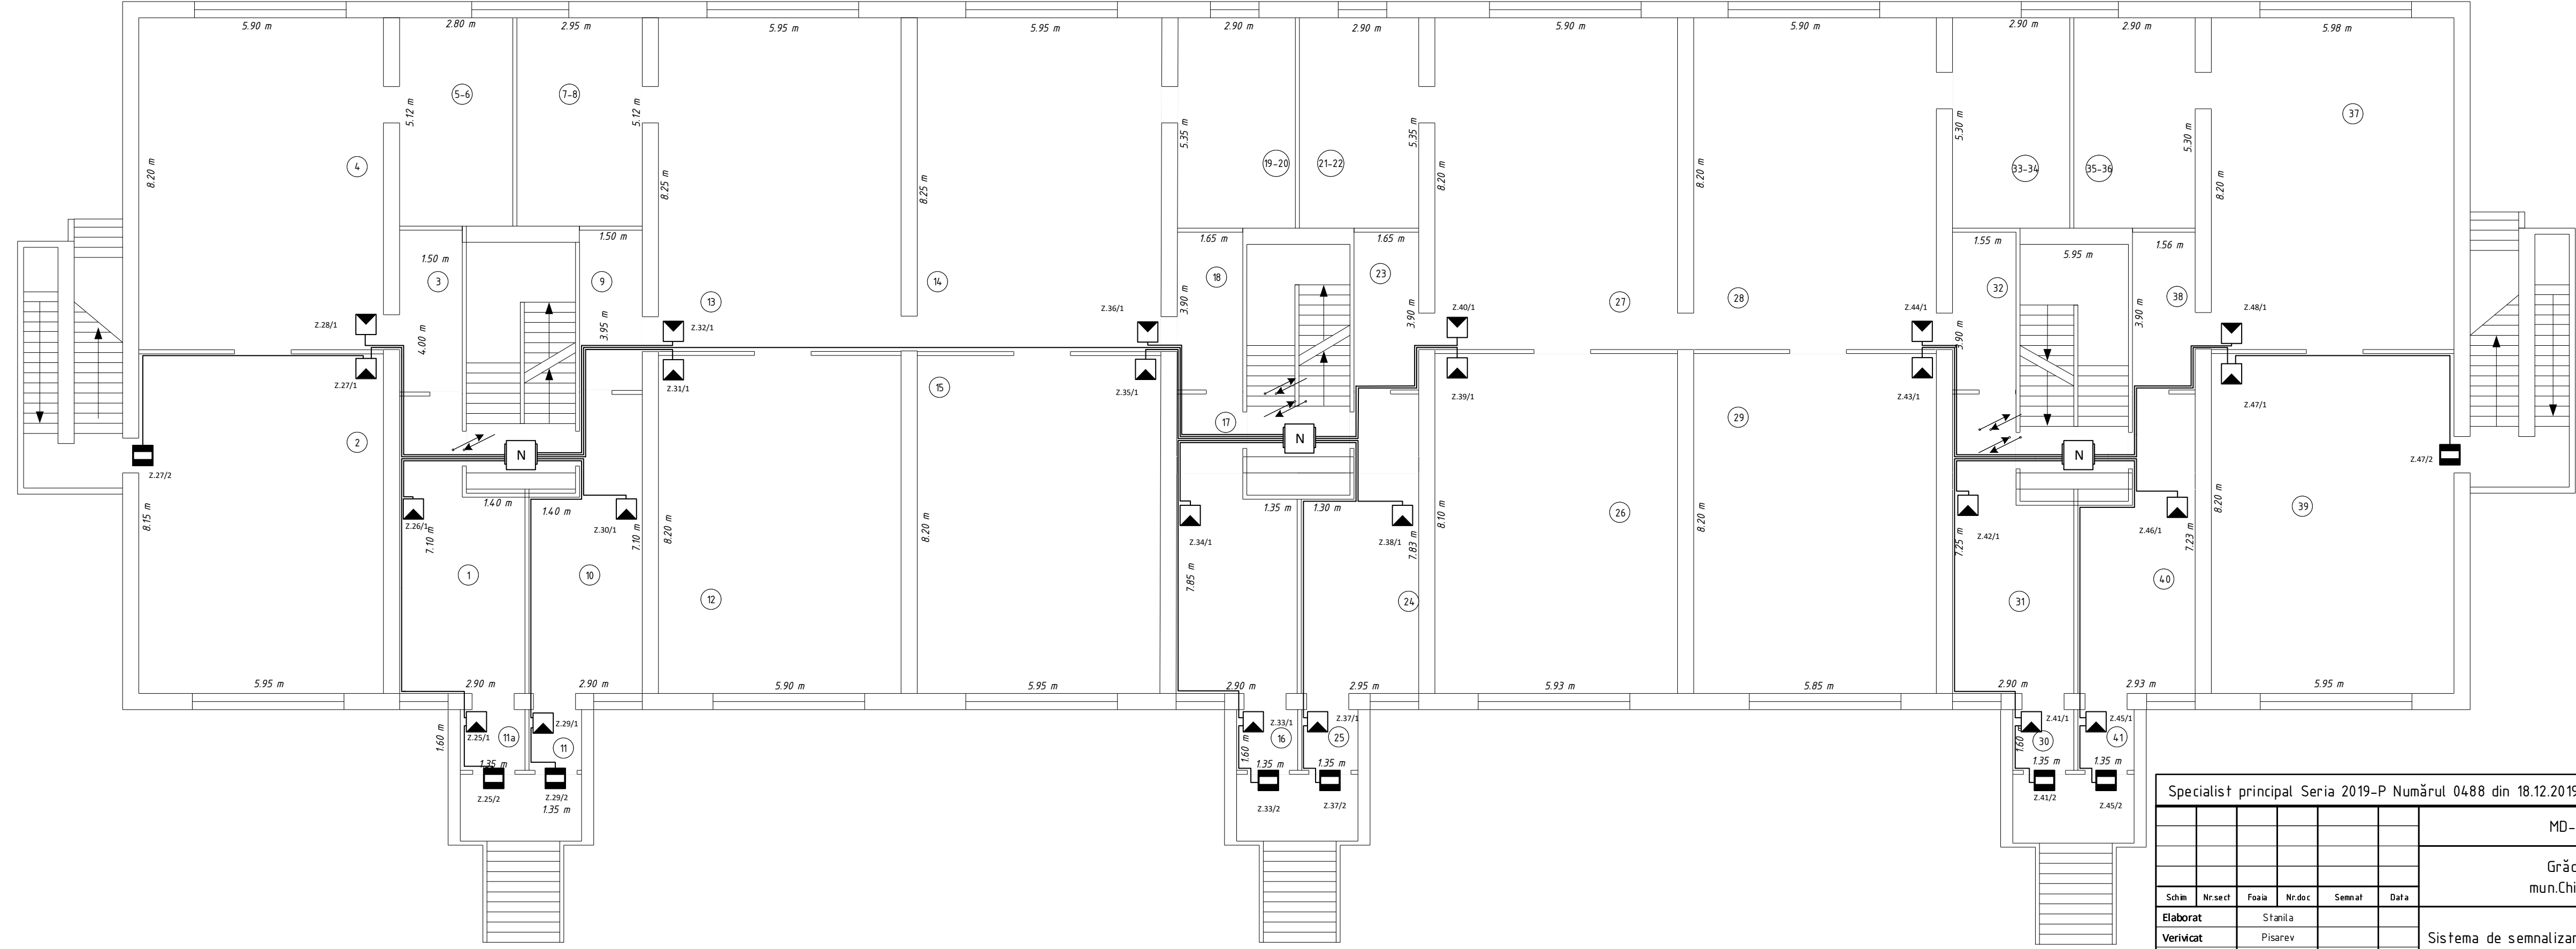 5.90 m
2.80 m
2.95 m
5.95 m
5.95 m
2.90 m
2.90 m
5.90 m
5.90 m
2.90 m
2.90 m
5.98 m
5-6
7-8
5.12 m
5.12 m
5.35 m
5.35 m
5.30 m
5.30 m
37
4
19-20
21-22
33-34
35-36
8.20 m
8.25 m
8.25 m
8.20 m
8.20 m
8.20 m
1.50 m
1.50 m
1.65 m
1.65 m
1.55 m
5.95 m
1.56 m
3
9
13
14
18
23
27
28
32
38
4.00 m
3.95 m
3.90 m
3.90 m
3.90 m
3.90 m
Z.28/1
Z.32/1
Z.36/1
Z.40/1
Z.44/1
Z.48/1
Z.27/1
Z.31/1
Z.35/1
Z.39/1
Z.43/1
Z.47/1
15
2
17
29
N
N
N
Z.27/2
Z.47/2
8.15 m
1.40 m
1.40 m
1.35 m
1.30 m
Z.26/1
Z.30/1
Z.34/1
Z.38/1
Z.42/1
Z.46/1
7.10 m
7.10 m
8.20 m
8.20 m
7.85 m
7.83 m
8.10 m
8.20 m
7.25 m
7.23 m
8.20 m
26
39
1
10
12
24
31
40
5.95 m
2.90 m
2.90 m
5.90 m
5.95 m
2.90 m
2.95 m
5.93 m
5.85 m
2.90 m
2.93 m
5.95 m
Z.25/1
Z.29/1
Z.33/1
Z.37/1
Z.41/1
Z.45/1
1.60 m
11a
11
1.60 m
16
25
1.60
30
41
1.35 m
1.35 m
1.35 m
1.35 m
1.35 m
Z.25/2
Z.29/2
Z.33/2
Z.37/2
Z.41/2
Z.45/2
1.35 m
Specialist principal Seria 2019-P Numărul 0488 din 18.12.2019
MD-
Grăd
mun.Chi
Schim Nr.sect Foaia Nr.doc Semnat Data
Elaborat Stanila
Verivicat Pisarev
Sistema de semnalizar